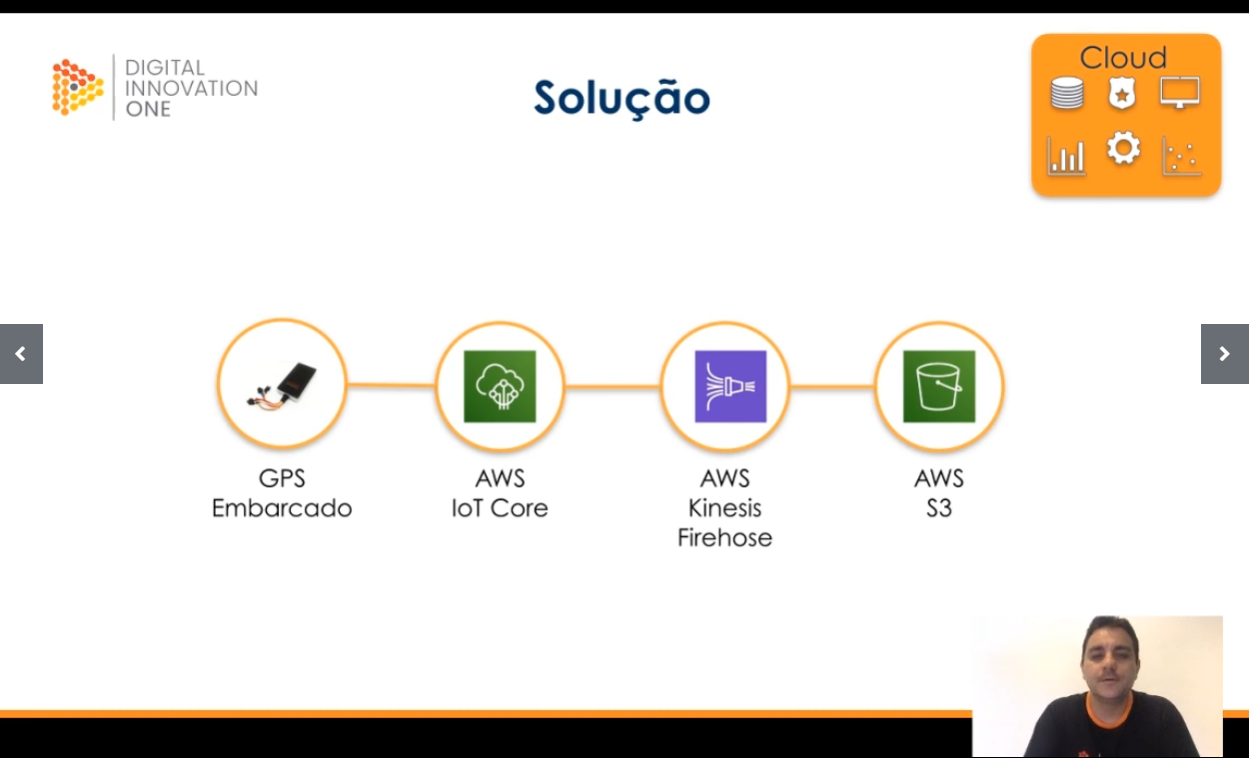 DIGITAL
INNOVATION
ONE
Solução
Cloud
GPS
Embarcado
AWS
IoT Core
AWS
Kinesis
Firehose
AWS
S3